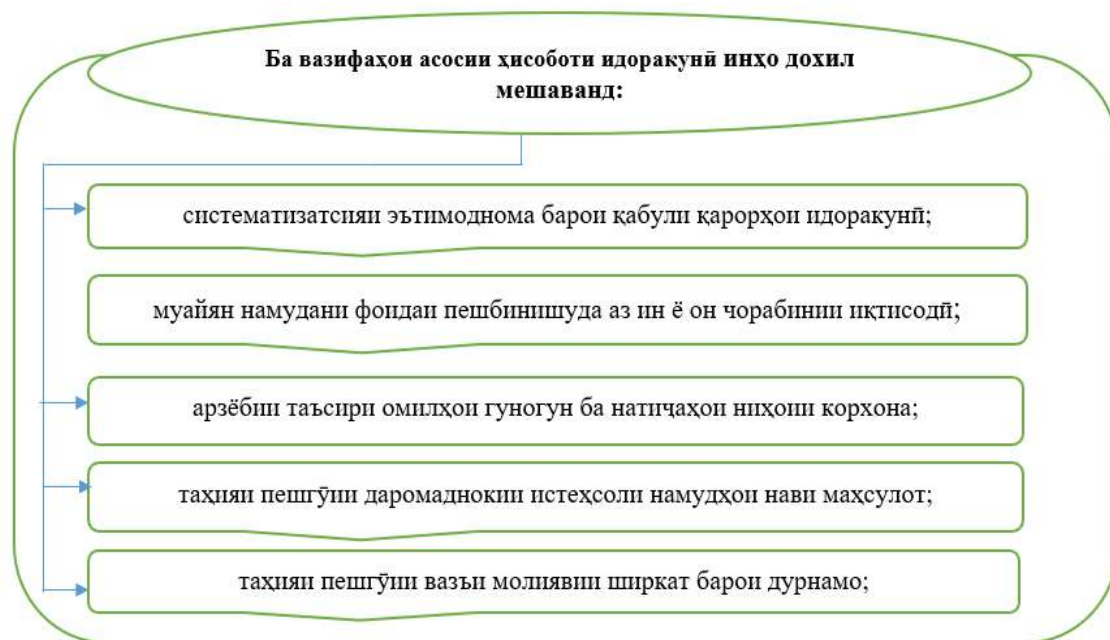 Ба вазифаҳои асосии ҳисоботи идоракунӣ инҳо дохил
мешаванд:
систематизатсияи эътимоднома барои қабули қарорҳои идоракунӣ;
муайян намудани фоидаи пешбинишуда аз ин ё он чорабинии иқтисодӣ;
арзёбии таъсири омилҳои гуногун ба натиҷаҳои ниҳоии корхона;
таҳияи пешгӯии даромаднокии истеҳсоли намудҳои нави маҳсулот;
таҳияи пешгӯии вазъи молиявии ширкат барои дурнамо;